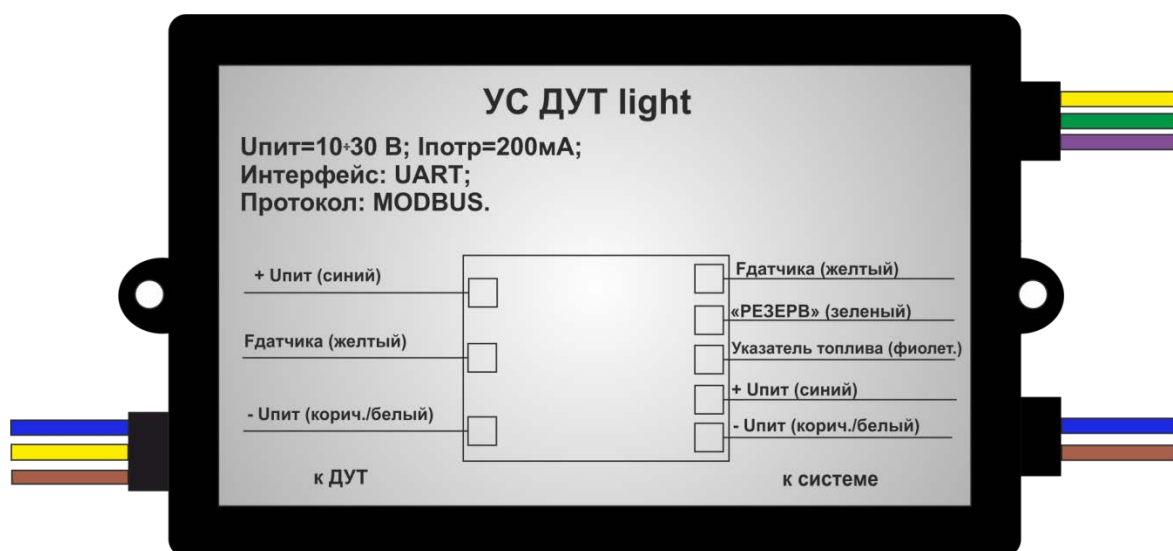 УС ДУТ light
Uпит=10÷30 В; Iпотр=200мА;
Интерфейс: UART;
Протокол: MODBUS.
+ Uпит (синий)
Fдатчика (желтый)
- Uпит (корич./белый)
к ДУТ
Fдатчика (желтый)
«РЕЗЕРВ» (зеленый)
Указатель топлива (фиолет.)
+ Uпит (синий)
- Uпит (корич./белый)
к системе